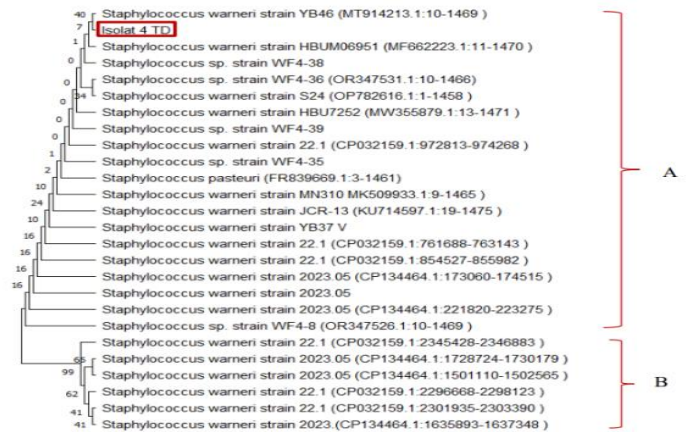 Staphylococcus warneri strain YB46 (MT914213.1:10-1469 )
Isolat 4 TD
Staphylococcus warneri strain HBUM06951 (MF662223.1:11-1470 )
Staphylococcus sp. strain WF4-38
Staphylococcus sp. strain WF4-36 (OR347531.1:10-1466)
Staphylococcus warneri strain S24 (OP782616.1:1-1458 )
Staphylococcus warneri strain HBU7252 (MW355879.1:13-1471 )
Staphylococcus sp. strain WF4-39
Staphylococcus warneri strain 22.1 (CP032159.1:972813-974268 )
Staphylococcus sp. strain WF4-35
Staphylococcus pasteuri (FR839669.1:3-1461)
Staphylococcus warneri strain MN310 MK509933.1:9-1465 )
Staphylococcus warneri strain JCR-13 (KU714597.1:19-1475 )
Staphylococcus warneri strain YB37 V
Staphylococcus warneri strain 22.1 (CP032159.1:761688-763143 )
Staphylococcus warneri strain 22.1 (CP032159.1:854527-855982 )
Staphylococcus warneri strain 2023.05 (CP134464.1:173060-174515 )
Staphylococcus warneri strain 2023.05
Staphylococcus warneri strain 2023.05 (CP134464.1:221820-223275 )
Staphylococcus sp. strain WF4-8 (OR347526.1:10-1469 )
Staphylococcus warneri strain 22.1 (CP032159.1:2345428-2346883 )
Staphylococcus warneri strain 2023.05 (CP134464.1:1728724-1730179 )
Staphylococcus warneri strain 2023.05 (CP134464.1:1501110-1502565 )
Staphylococcus warneri strain 22.1 (CP032159.1:2296668-2298123 )
Staphylococcus warneri strain 22.1 (CP032159.1:2301935-2303390 )
Staphylococcus warneri strain 2023.(CP134464.1:1635893-1637348 )
40
7
1
0
0
34
0
0
0
1
2
10
24
10
16
16
16
16
99
62
41
41
A
B